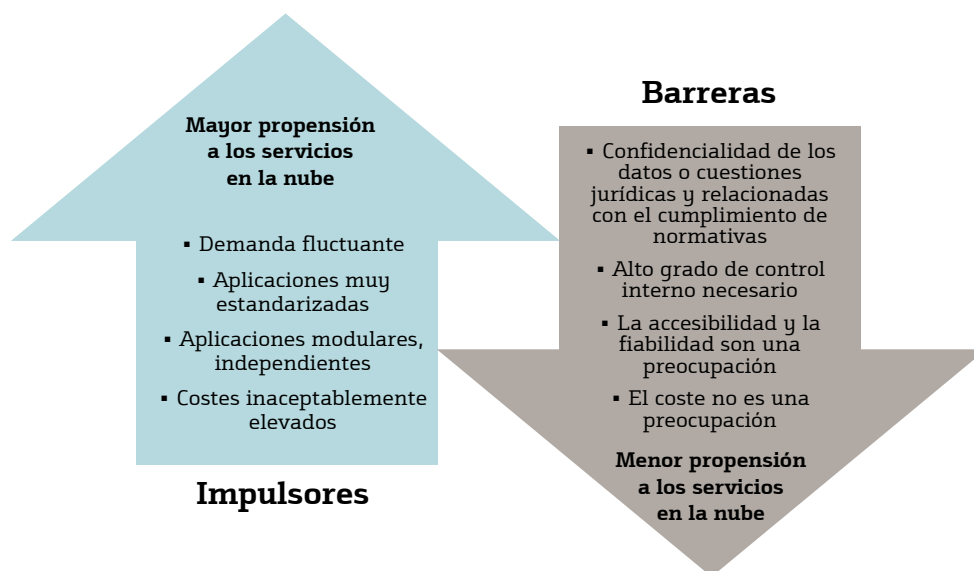 Mayor propensión
a los servicios
en la nube
▪ Demanda fluctuante
▪ Aplicaciones muy
estandarizadas
▪ Aplicaciones modulares,
independientes
▪ Costes inaceptablemente
elevados
Impulsores
Barreras
▪ Confidencialidad de los
datos o cuestiones
jurídicas y relacionadas
con el cumplimiento de
normativas
▪ Alto grado de control
interno necesario
▪ La accesibilidad y la
fiabilidad son una
preocupación
▪ El coste no es una
preocupación
Menor propensión
a los servicios
en la nube